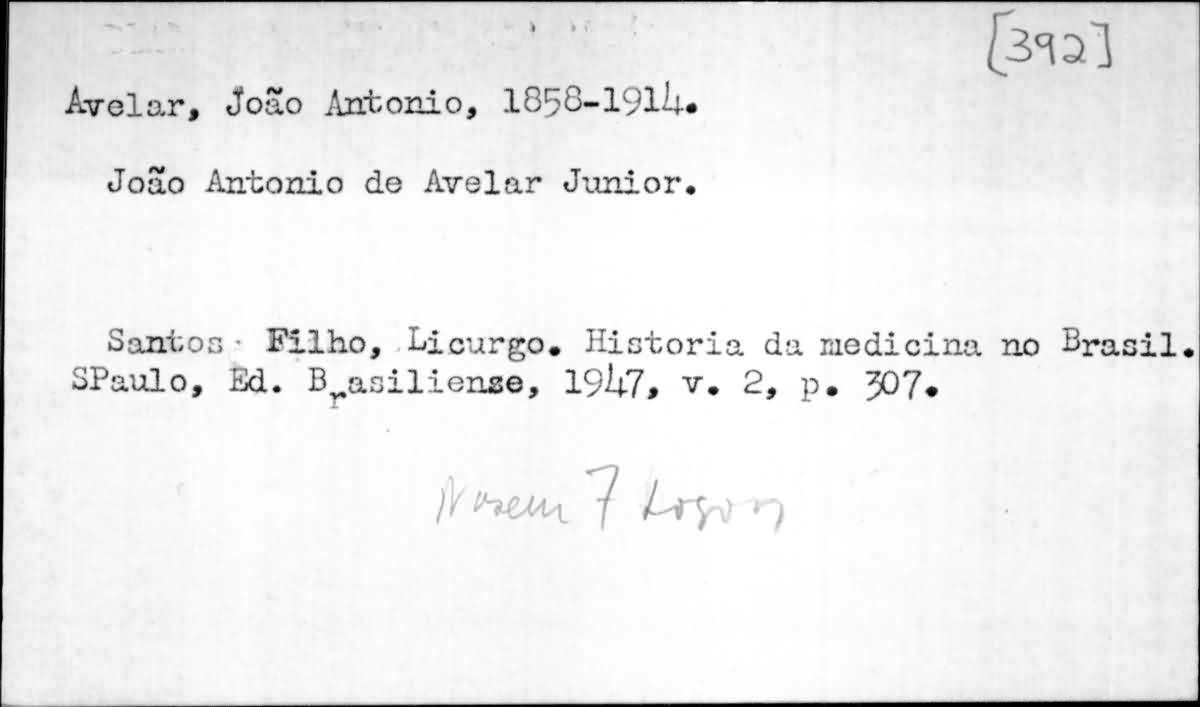 [392]
Avelar, João Antonio, 1858-1914.
João Antonio de Avelar Junior.
Santos Filho, Licurgo. Historia da medicina no Brasil.
SPaulo, Ed. Brasiliense, 1947, v. 2, p. 307.
7